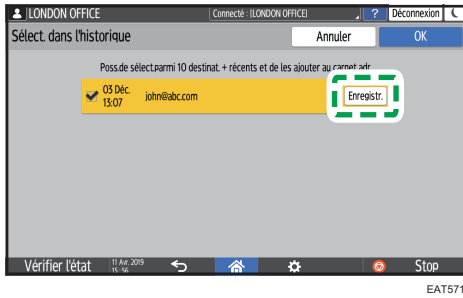 LONDON OFFICE Connecté : [LONDON OFFICE] ? Déconnexion
Sélect. dans l'historique Annuler OK
Poss.de sélect.parmi 10 destinat. + récents et de les ajouter au carnet adr.
03 Déc.
13:07 john@abc.com Enregistr.
Vérifier l'état 11 Avr. 2019
15:56 Stop
EAT571